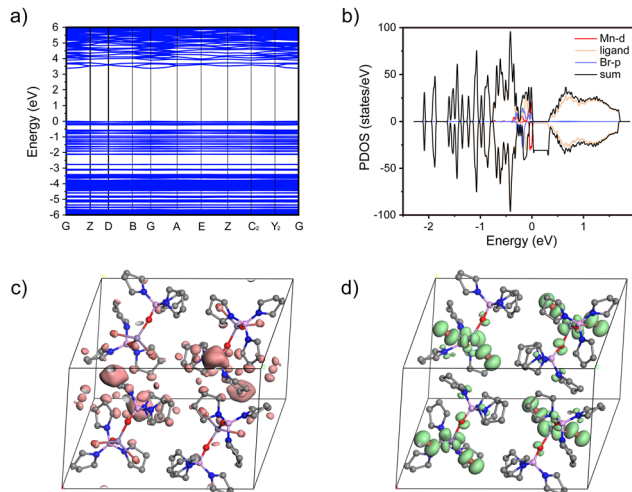 a)
6
5
4
3
2
1
0
-1
-2
-3
-4
-5
-6
Energy (eV)
G Z D B G A E Z C₂ Y₂ G
b)
100
50
0
-50
-100
PDOS (states/eV)
Mn-d
ligand
Br-p
sum
-2 -1 0 1
Energy (eV)
c)
d)